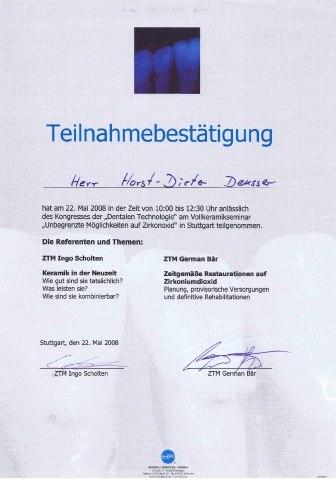 Teilnahmebestätigung
Herr Horst-Dieter Deusser
hat am 22. Mai 2008 in der Zeit von 10:00 bis 12:30 Uhr anlässlich
des Kongresses der „Dentalen Technologie“ am Vollkeramikseminar
„Unbegrenzte Möglichkeiten auf Zirkonoxid“ in Stuttgart teilgenommen.
Die Referenten und Themen:
ZTM Ingo Scholten
Keramik in der Neuzeit
Wie gut sind sie tatsächlich?
Was leisten sie?
Wie sind sie kombinierbar?
ZTM German Bär
Zeitgemäße Restaurationen auf
Zirkoniumdioxid
Planung, provisorische Versorgungen
und definitive Rehabilitationen
Stuttgart, den 22. Mai 2008
ZTM Ingo Scholten
ZTM German Bär
SHOFU
SHOFU DENTAL GMBH